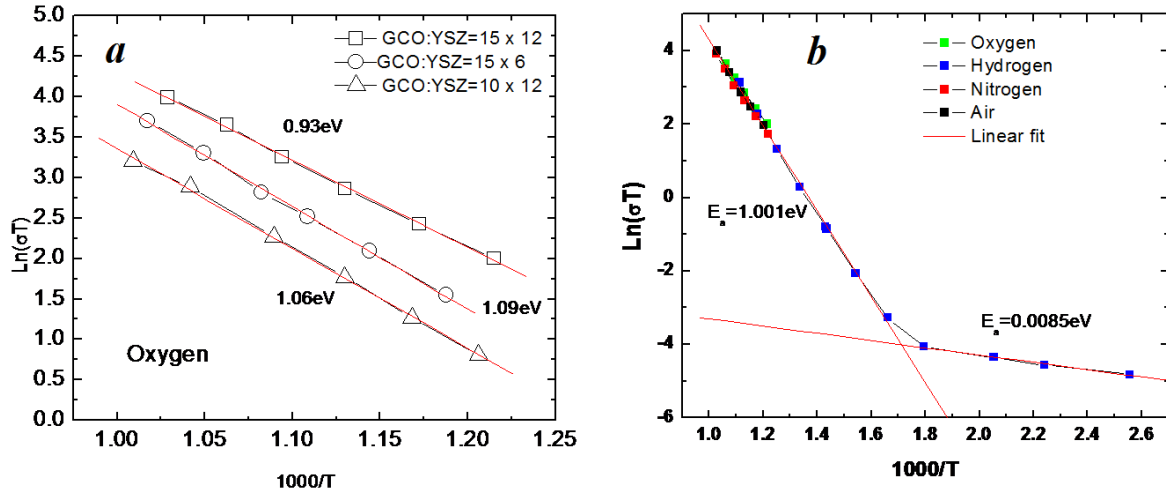 a
GCO:YSZ=15 x 12
GCO:YSZ=15 x 6
GCO:YSZ=10 x 12
0.93eV
1.06eV
1.09eV
Oxygen
5.0
4.5
4.0
3.5
3.0
2.5
2.0
1.5
1.0
0.5
0.0
Ln(σT)
1.00 1.05 1.10 1.15 1.20 1.25
1000/T
b
Oxygen
Hydrogen
Nitrogen
Air
Linear fit
Ea=1.001eV
Ea=0.0085eV
4
2
0
-2
-4
-6
Ln(σT)
1.0 1.2 1.4 1.6 1.8 2.0 2.2 2.4 2.6
1000/T